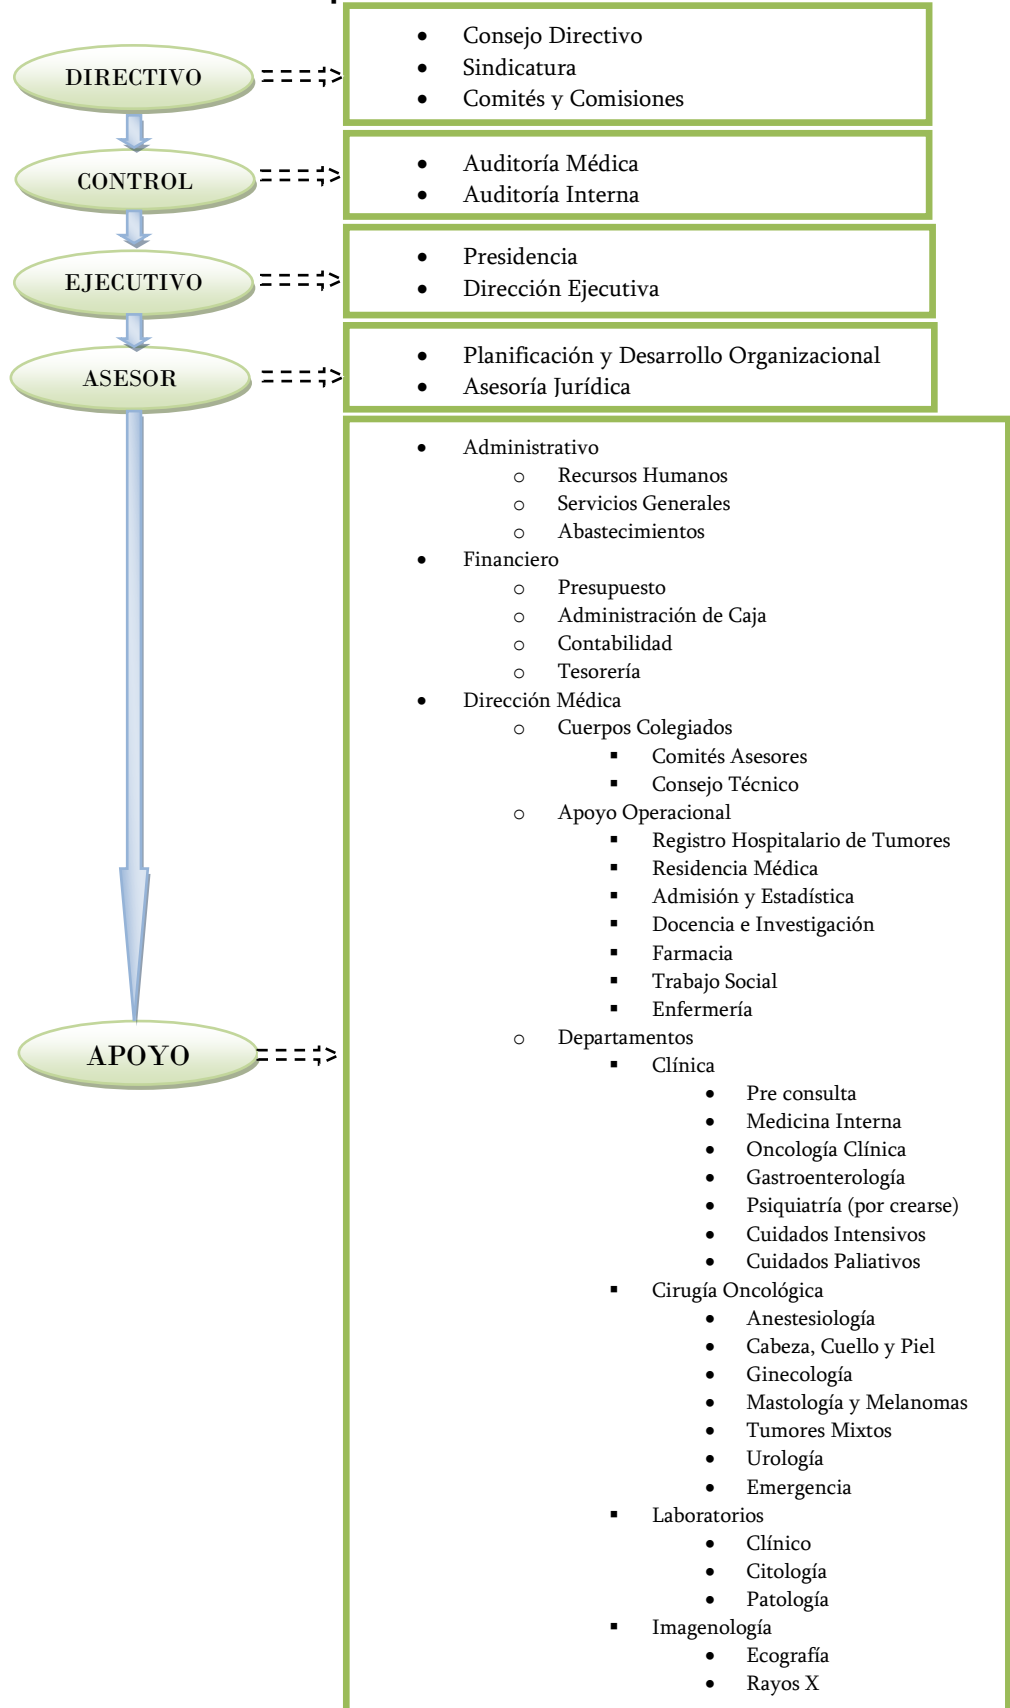 DIRECTIVO
• Consejo Directivo
• Sindicatura
• Comités y Comisiones
CONTROL
• Auditoría Médica
• Auditoría Interna
EJECUTIVO
• Presidencia
• Dirección Ejecutiva
ASESOR
• Planificación y Desarrollo Organizacional
• Asesoría Jurídica
APOYO
• Administrativo
o Recursos Humanos
o Servicios Generales
o Abastecimientos
• Financiero
o Presupuesto
o Administración de Caja
o Contabilidad
o Tesorería
• Dirección Médica
o Cuerpos Colegiados
▪ Comités Asesores
▪ Consejo Técnico
o Apoyo Operacional
▪ Registro Hospitalario de Tumores
▪ Residencia Médica
▪ Admisión y Estadística
▪ Docencia e Investigación
▪ Farmacia
▪ Trabajo Social
▪ Enfermería
o Departamentos
▪ Clínica
• Pre consulta
• Medicina Interna
• Oncología Clínica
• Gastroenterología
• Psiquiatría (por crearse)
• Cuidados Intensivos
• Cuidados Paliativos
▪ Cirugía Oncológica
• Anestesiología
• Cabeza, Cuello y Piel
• Ginecología
• Mastología y Melanomas
• Tumores Mixtos
• Urología
• Emergencia
▪ Laboratorios
• Clínico
• Citología
• Patología
▪ Imagenología
• Ecografía
• Rayos X